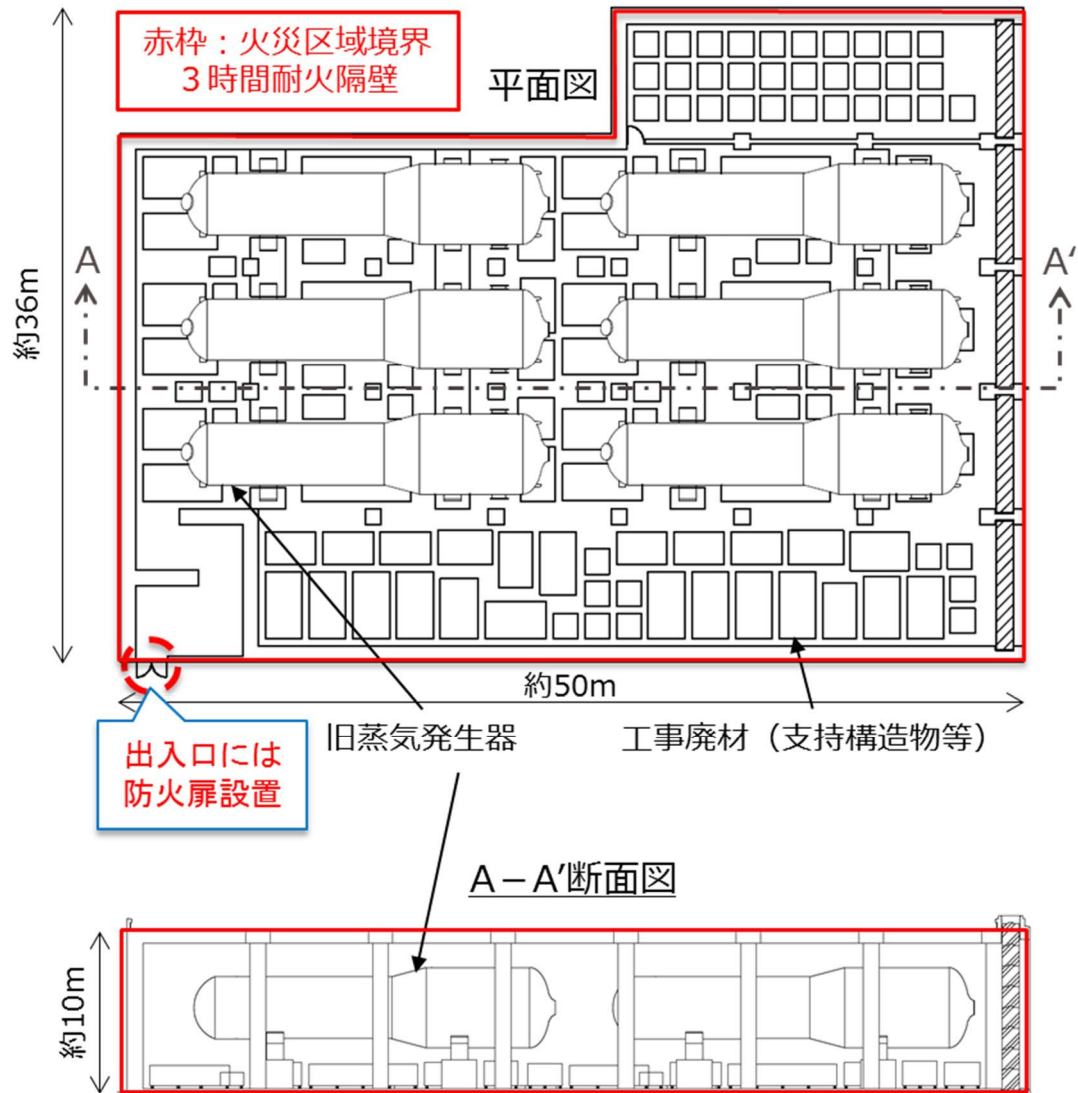 赤枠：火災区域境界
３時間耐火隔壁
平面図
約36m
A
A‘
約50m
出入口には
防火扉設置
旧蒸気発生器
工事廃材（支持構造物等）
A－A’断面図
約10m